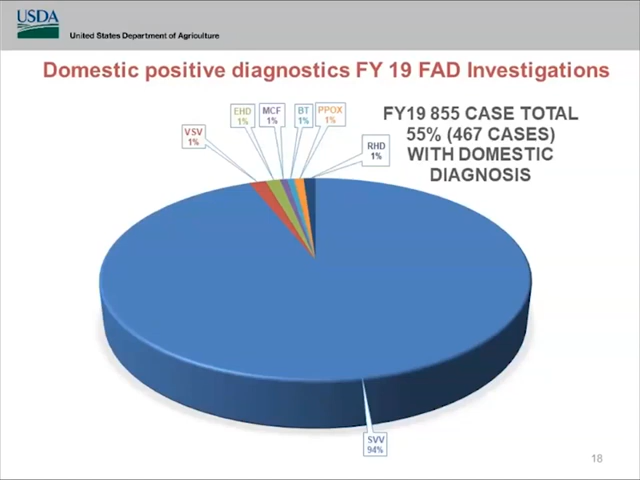 USDA
United States Department of Agriculture
Domestic positive diagnostics FY 19 FAD Investigations
FY19 855 CASE TOTAL
55% (467 CASES)
WITH DOMESTIC
DIAGNOSIS
VSV
1%
EHD
1%
MCF
1%
BT
1%
PPOX
1%
RHD
1%
SVV
94%
18